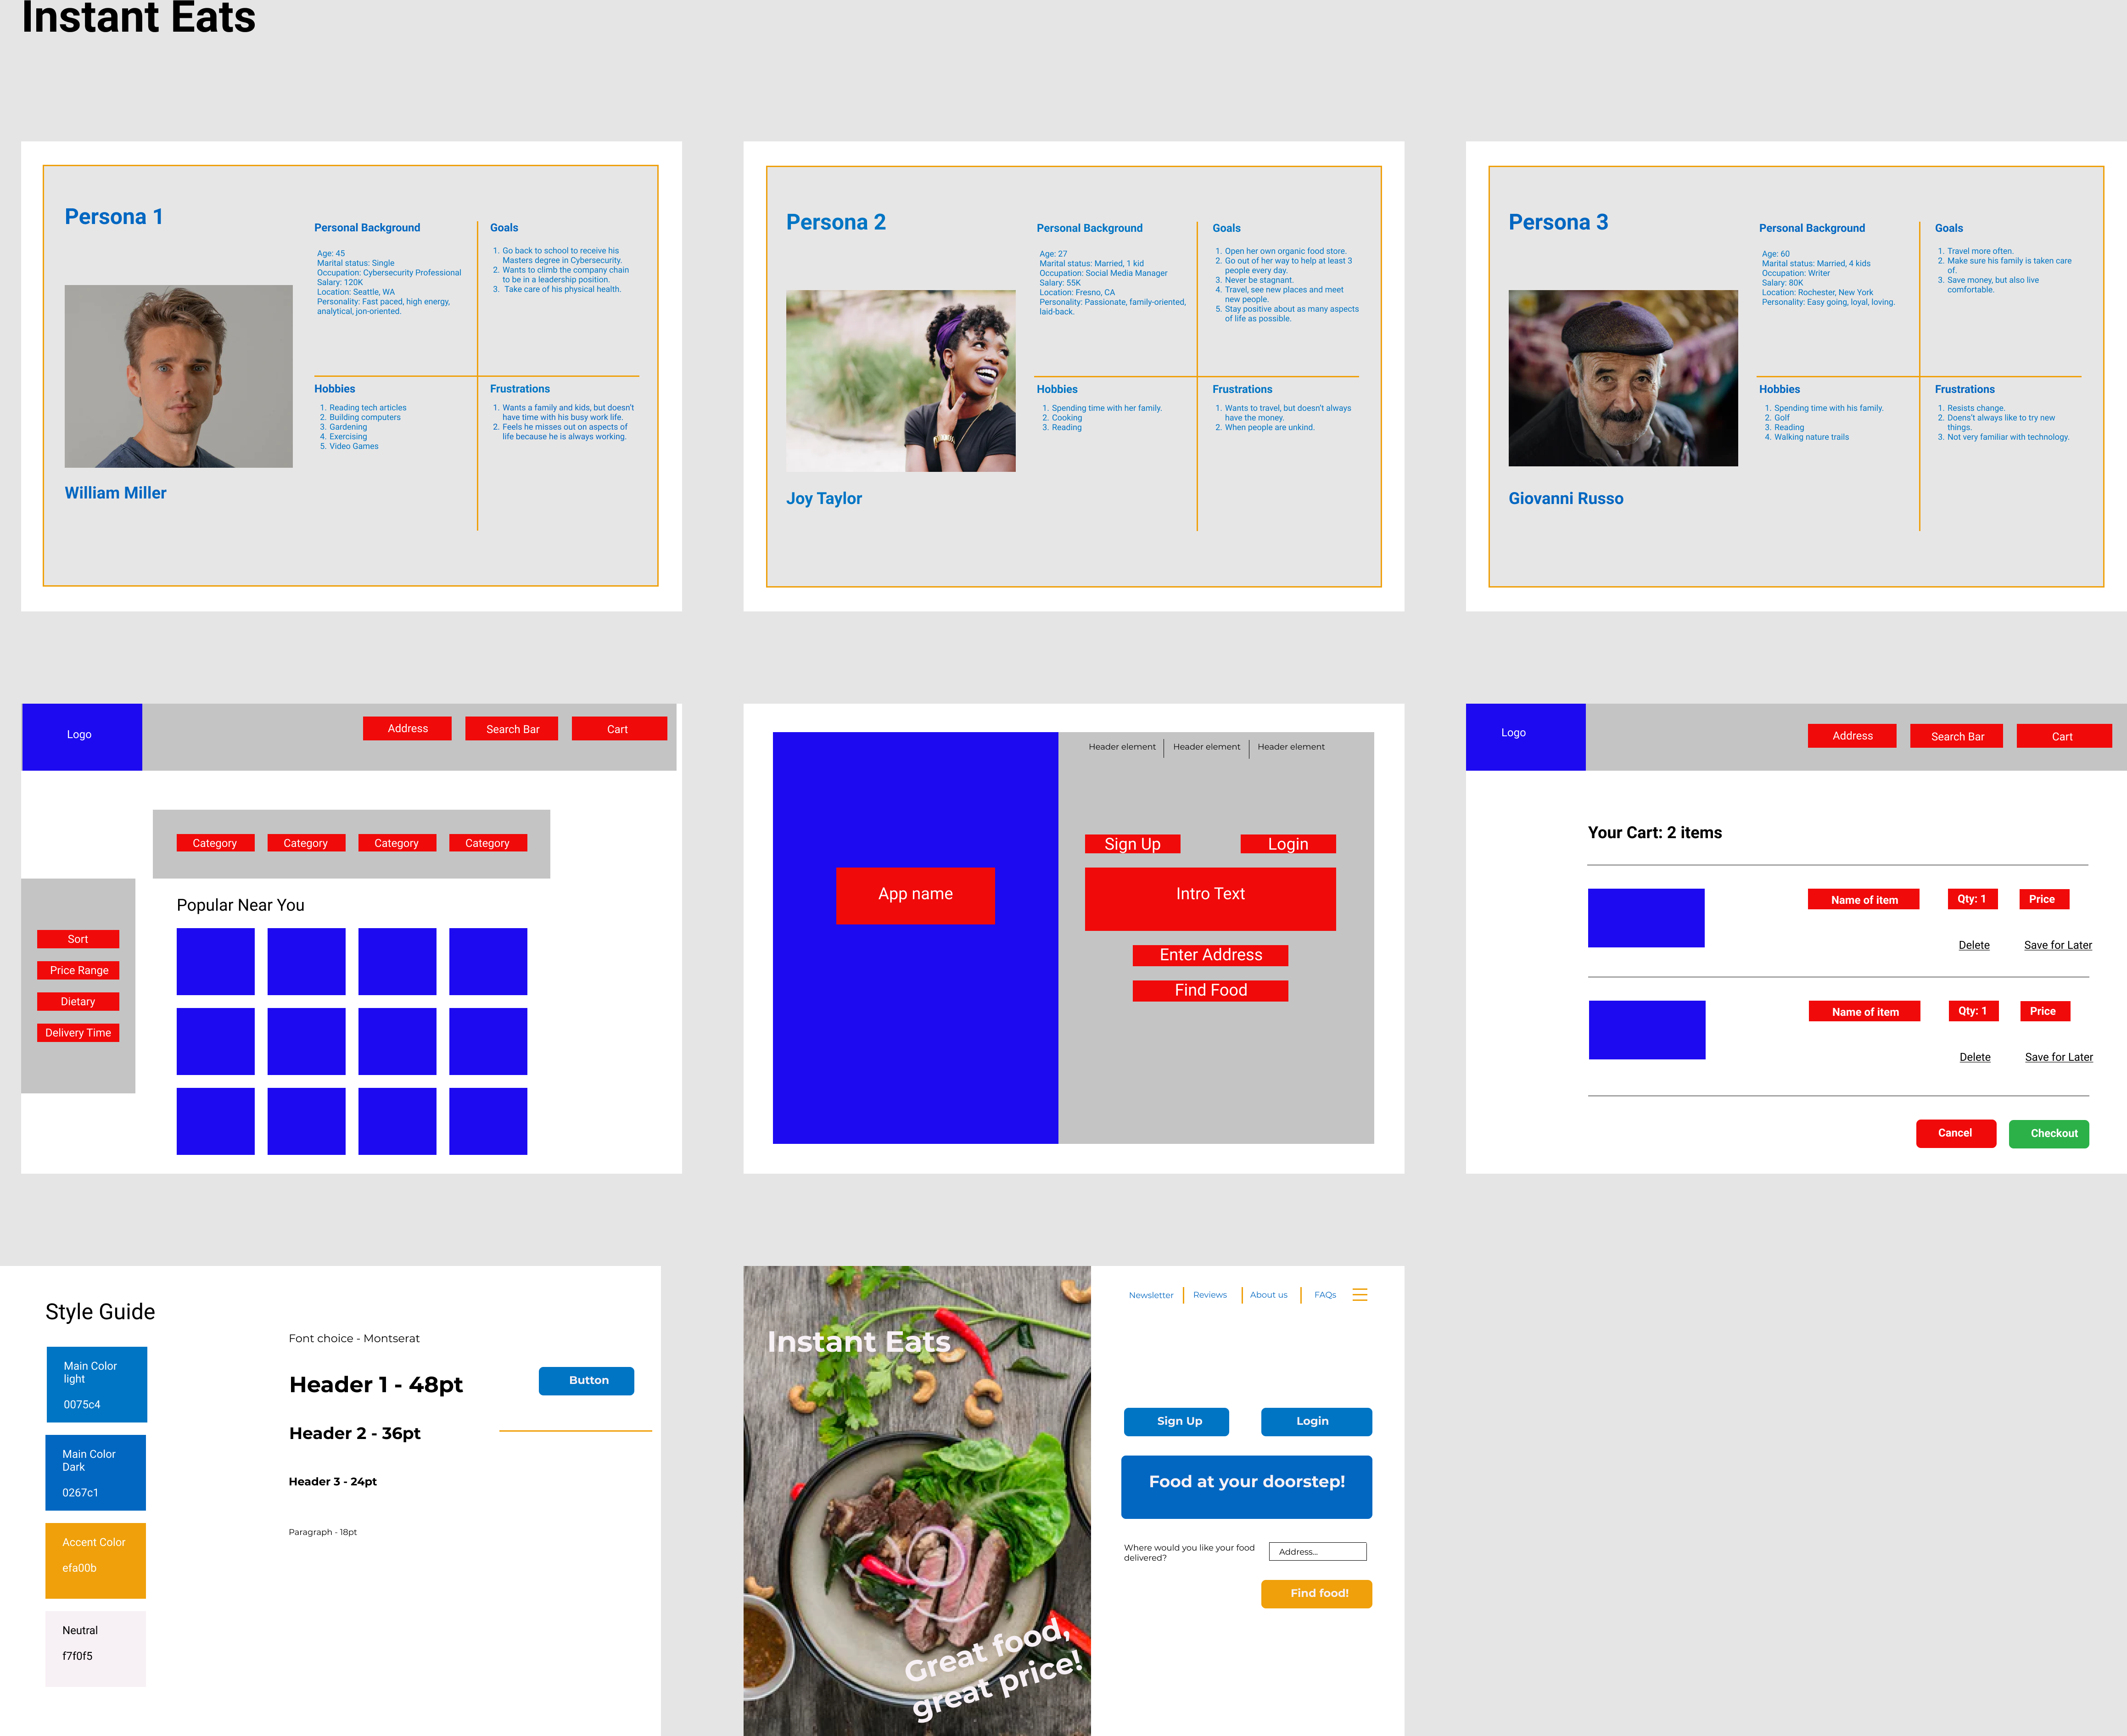 Instant Eats
Persona 1
William Miller
Personal Background
Age: 45
Marital status: Single
Occupation: Cybersecurity Professional
Salary: 120K
Location: Seattle, WA
Personality: Fast paced, high energy,
analytical, jon-oriented.
Goals
1. Go back to school to receive his
Masters degree in Cybersecurity.
2. Wants to climb the company chain
to be in a leadership position.
3. Take care of his physical health.
Hobbies
1. Reading tech articles
2. Building computers
3. Gardening
4. Exercising
5. Video Games
Frustrations
1. Wants a family and kids, but doesn't
have time with his busy work life.
2. Feels he misses out on aspects of
life because he is always working.
Persona 2
Joy Taylor
Personal Background
Age: 27
Marital status: Married, 1 kid
Occupation: Social Media Manager
Salary: 55K
Location: Fresno, CA
Personality: Passionate, family-oriented,
laid-back.
Goals
1. Open her own organic food store.
2. Go out of her way to help at least 3
people every day.
3. Never be stagnant.
4. Travel, see new places and meet
new people.
5. Stay positive about as many aspects
of life as possible.
Hobbies
1. Spending time with her family.
2. Cooking
3. Reading
Frustrations
1. Wants to travel, but doesn't always
have the money.
2. When people are unkind.
Persona 3
Giovanni Russo
Personal Background
Age: 60
Marital status: Married, 4 kids
Occupation: Writer
Salary: 80K
Location: Rochester, New York
Personality: Easy going, loyal, loving.
Goals
1. Travel more often.
2. Make sure his family is taken care
of.
3. Save money, but also live
comfortable.
Hobbies
1. Spending time with his family.
2. Golf
3. Reading
4. Walking nature trails
Frustrations
1. Resists change.
2. Doens't always like to try new
things.
3. Not very familiar with technology.
Logo
Address
Search Bar
Cart
Category
Category
Category
Category
Popular Near You
Sort
Price Range
Dietary
Delivery Time
App name
Header element
Header element
Header element
Sign Up
Login
Intro Text
Enter Address
Find Food
Logo
Address
Search Bar
Cart
Your Cart: 2 items
Name of item
Qty: 1
Price
Delete
Save for Later
Name of item
Qty: 1
Price
Delete
Save for Later
Cancel
Checkout
Style Guide
Main Color
light
0075c4
Main Color
Dark
0267c1
Accent Color
efa00b
Neutral
f7f0f5
Font choice - Montserat
Header 1 - 48pt
Header 2 - 36pt
Header 3 - 24pt
Paragraph - 18pt
Button
Instant Eats
Great food,
great price!
Newsletter
Reviews
About us
FAQs
Sign Up
Login
Food at your doorstep!
Where would you like your food
delivered?
Address...
Find food!